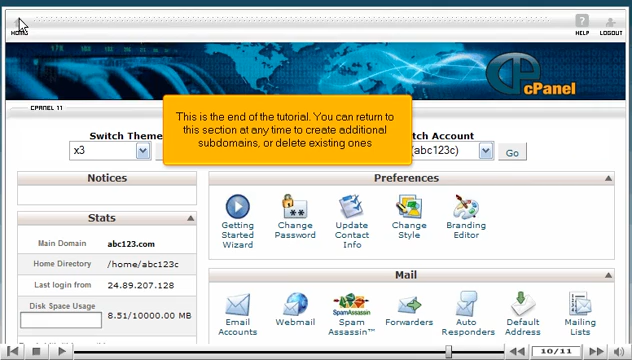 HOME
HELP
LOGOUT
cPanel
CPANEL 11
This is the end of the tutorial. You can return to
this section at any time to create additional
subdomains, or delete existing ones
Switch Theme
tch Account
x3
(abc123c)
Go
Notices
Stats
Main Domain abc123.com
Home Directory /home/abc123c
Last login from 24.89.207.128
Disk Space Usage 8.51/10000.00 MB
Preferences
Getting Started Wizard
Change Password
Update Contact Info
Change Style
Branding Editor
Mail
SpamAssassin
Email Accounts
Webmail
Spam Assassin™
Forwarders
Auto Responders
Default Address
Mailing Lists
10/11